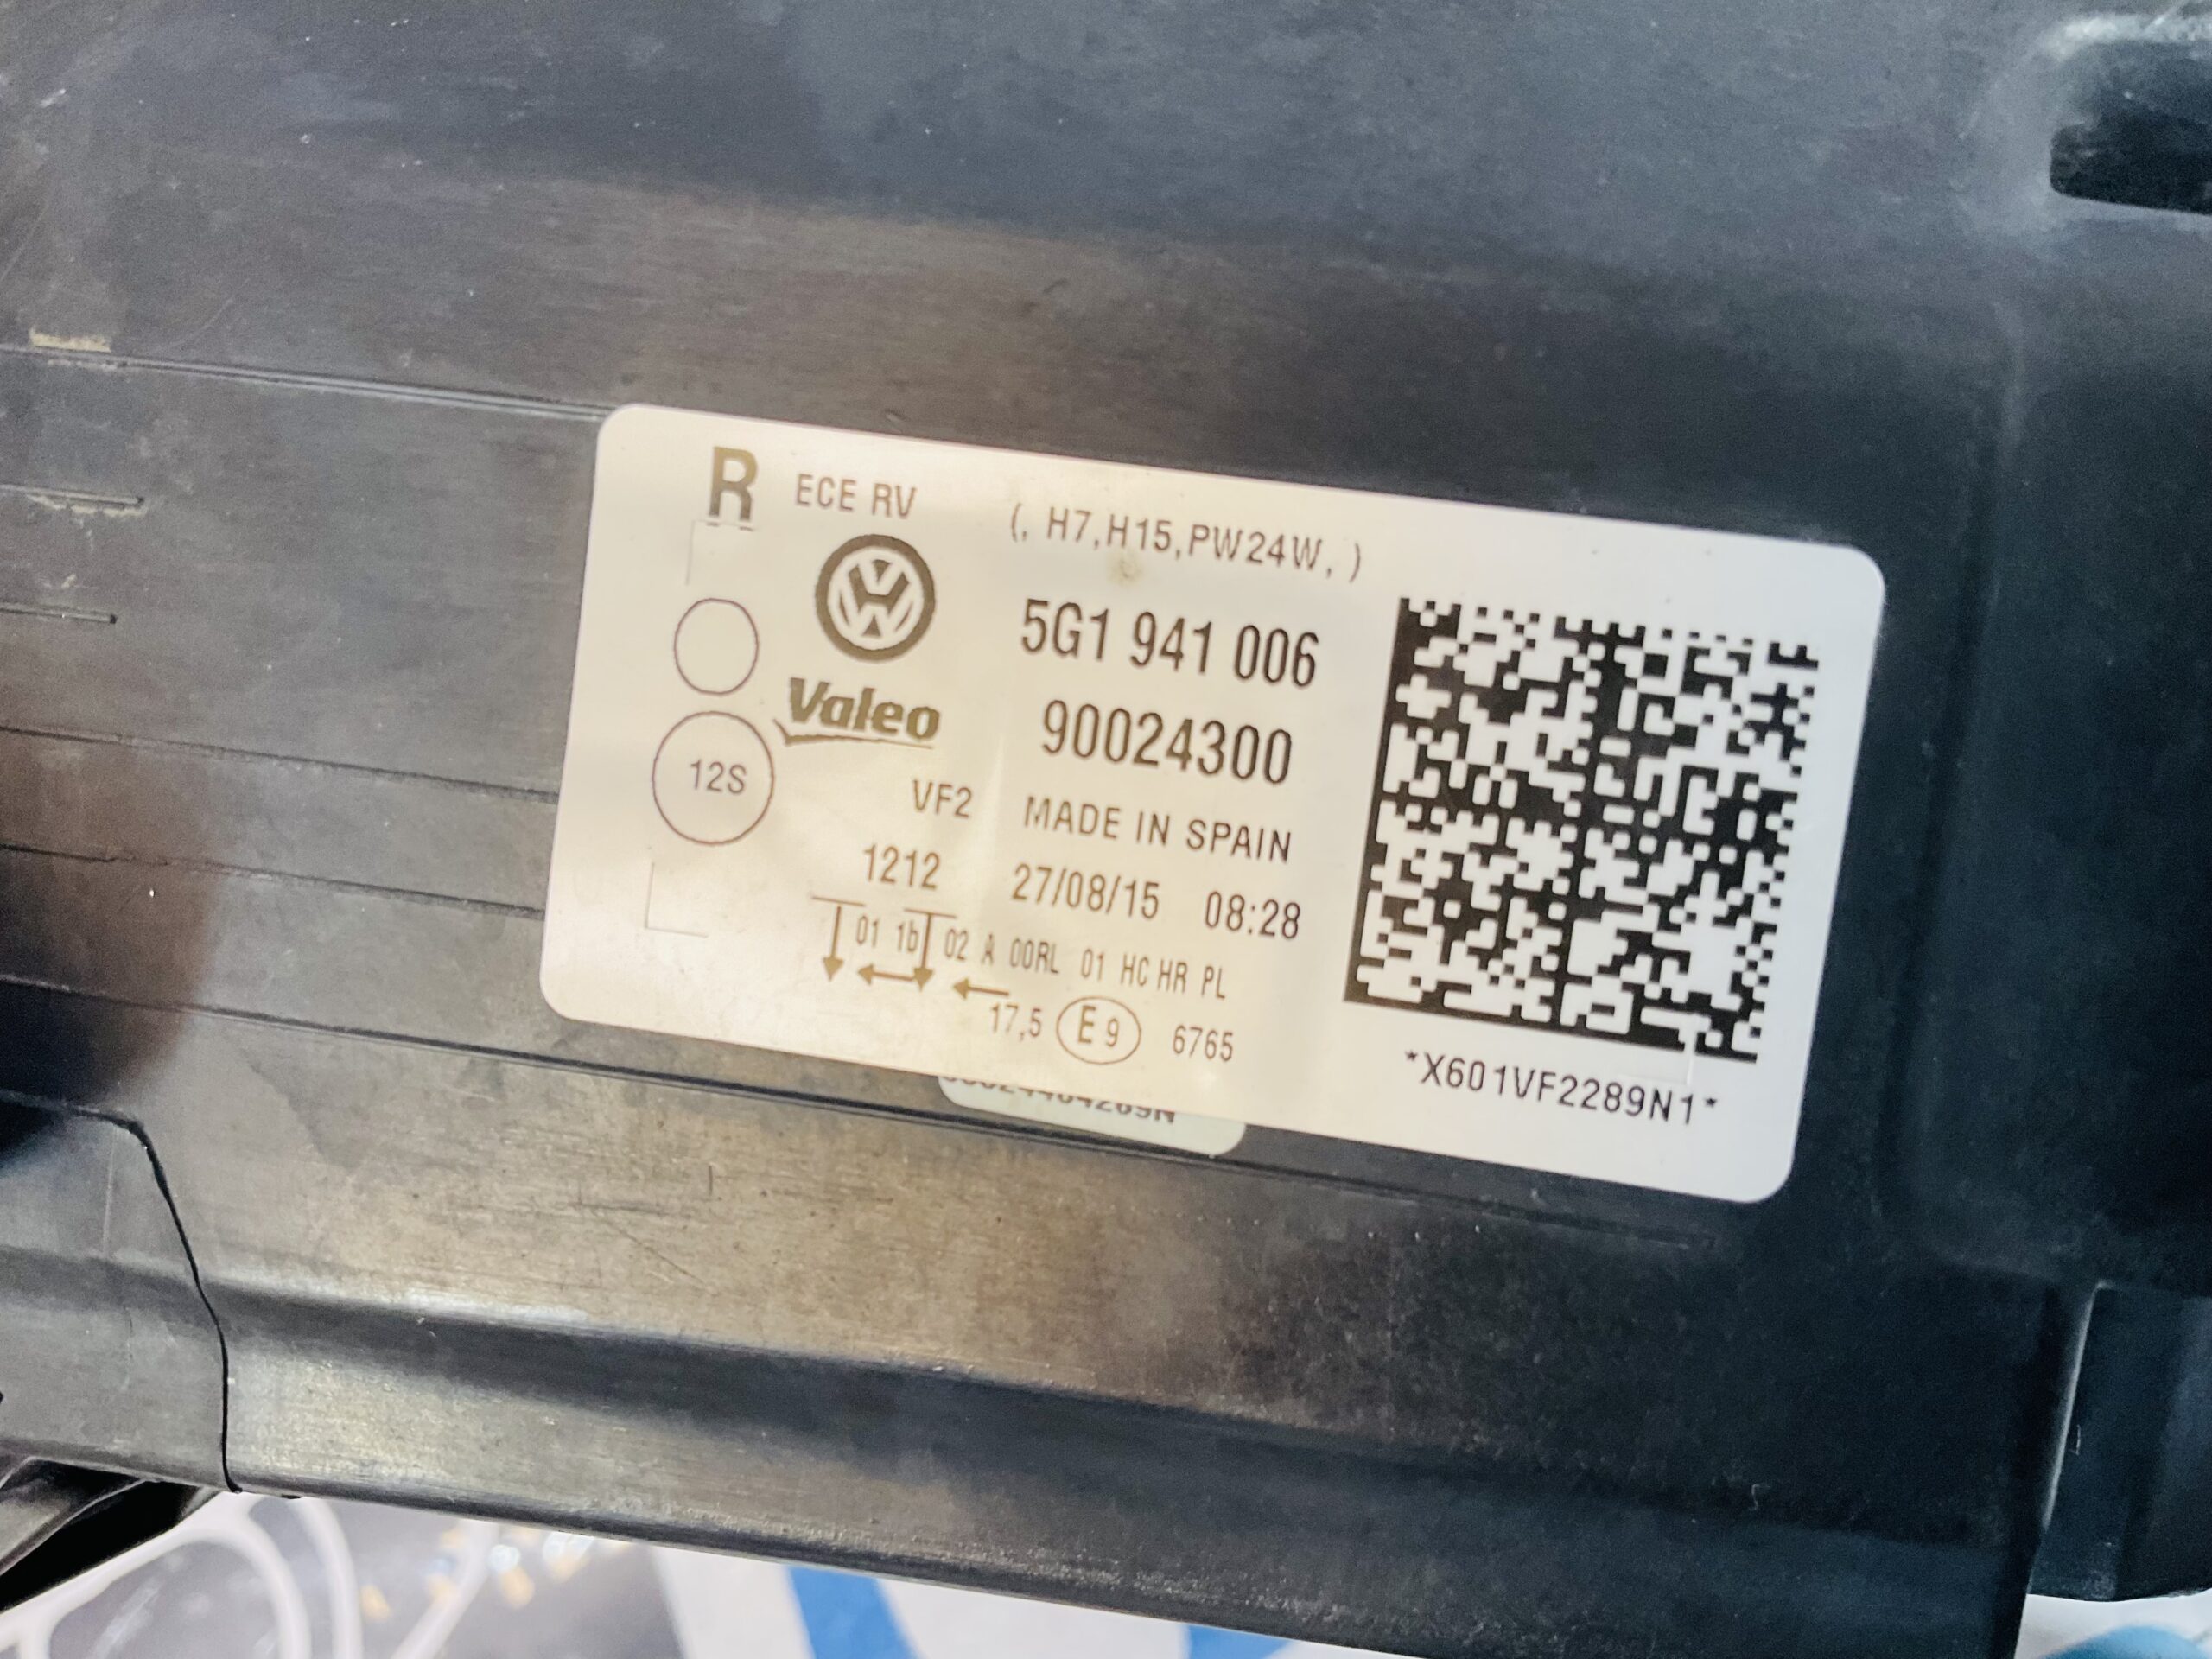 R ECE RV (, H7,H15,PW24W, )
5G1 941 006
Valeo
90024300
12S
VF2 MADE IN SPAIN
1212 27/08/15 08:28
01 1b 02 A 00RL 01 HC HR PL
17,5 E9 6765
*X601VF2289N1*